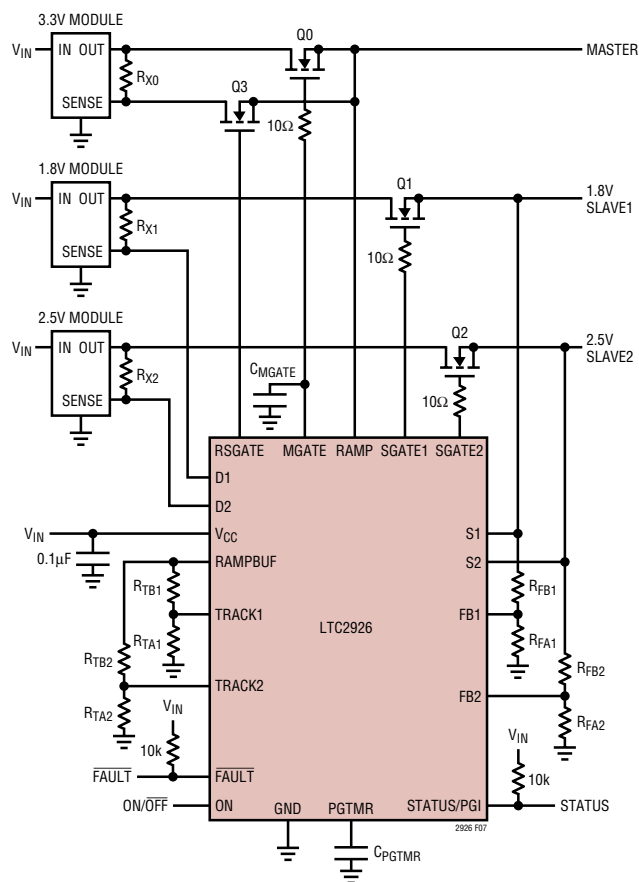 3.3V MODULE
VIN
IN OUT
RX0
SENSE
Q0
Q3
10Ω
MASTER
1.8V MODULE
VIN
IN OUT
RX1
SENSE
Q1
10Ω
1.8V
SLAVE1
2.5V MODULE
VIN
IN OUT
RX2
SENSE
Q2
10Ω
2.5V
SLAVE2
CMGATE
RSGATE MGATE RAMP SGATE1 SGATE2
D1
D2
VIN
VCC
0.1µF
RAMPBUF
RTB1
TRACK1
RTA1
RTB2
TRACK2
RTA2
VIN
10k
FAULT
FAULT
ON/OFF
ON
LTC2926
S1
S2
RFB1
FB1
RFA1
RFB2
FB2
RFA2
VIN
10k
GND
PGTMR
STATUS/PGI
STATUS
2926 F07
CPGTMR